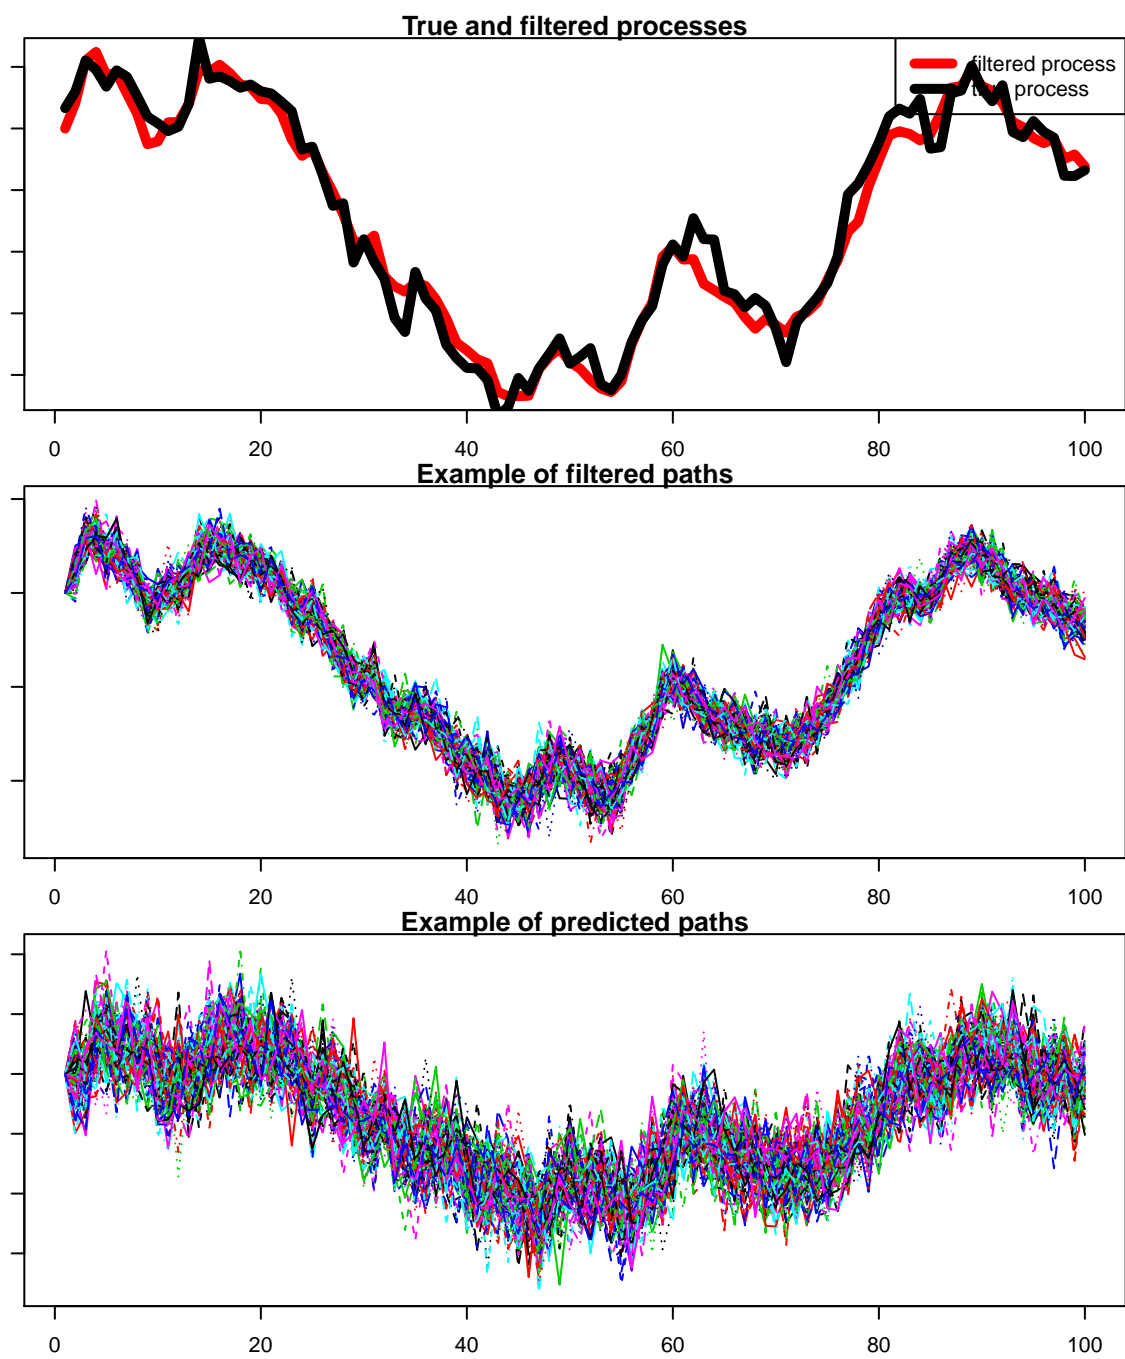 True and filtered processes
filtered process
process
0 20 40 60 80 100
Example of filtered paths
0 20 40 60 80 100
Example of predicted paths
0 20 40 60 80 100